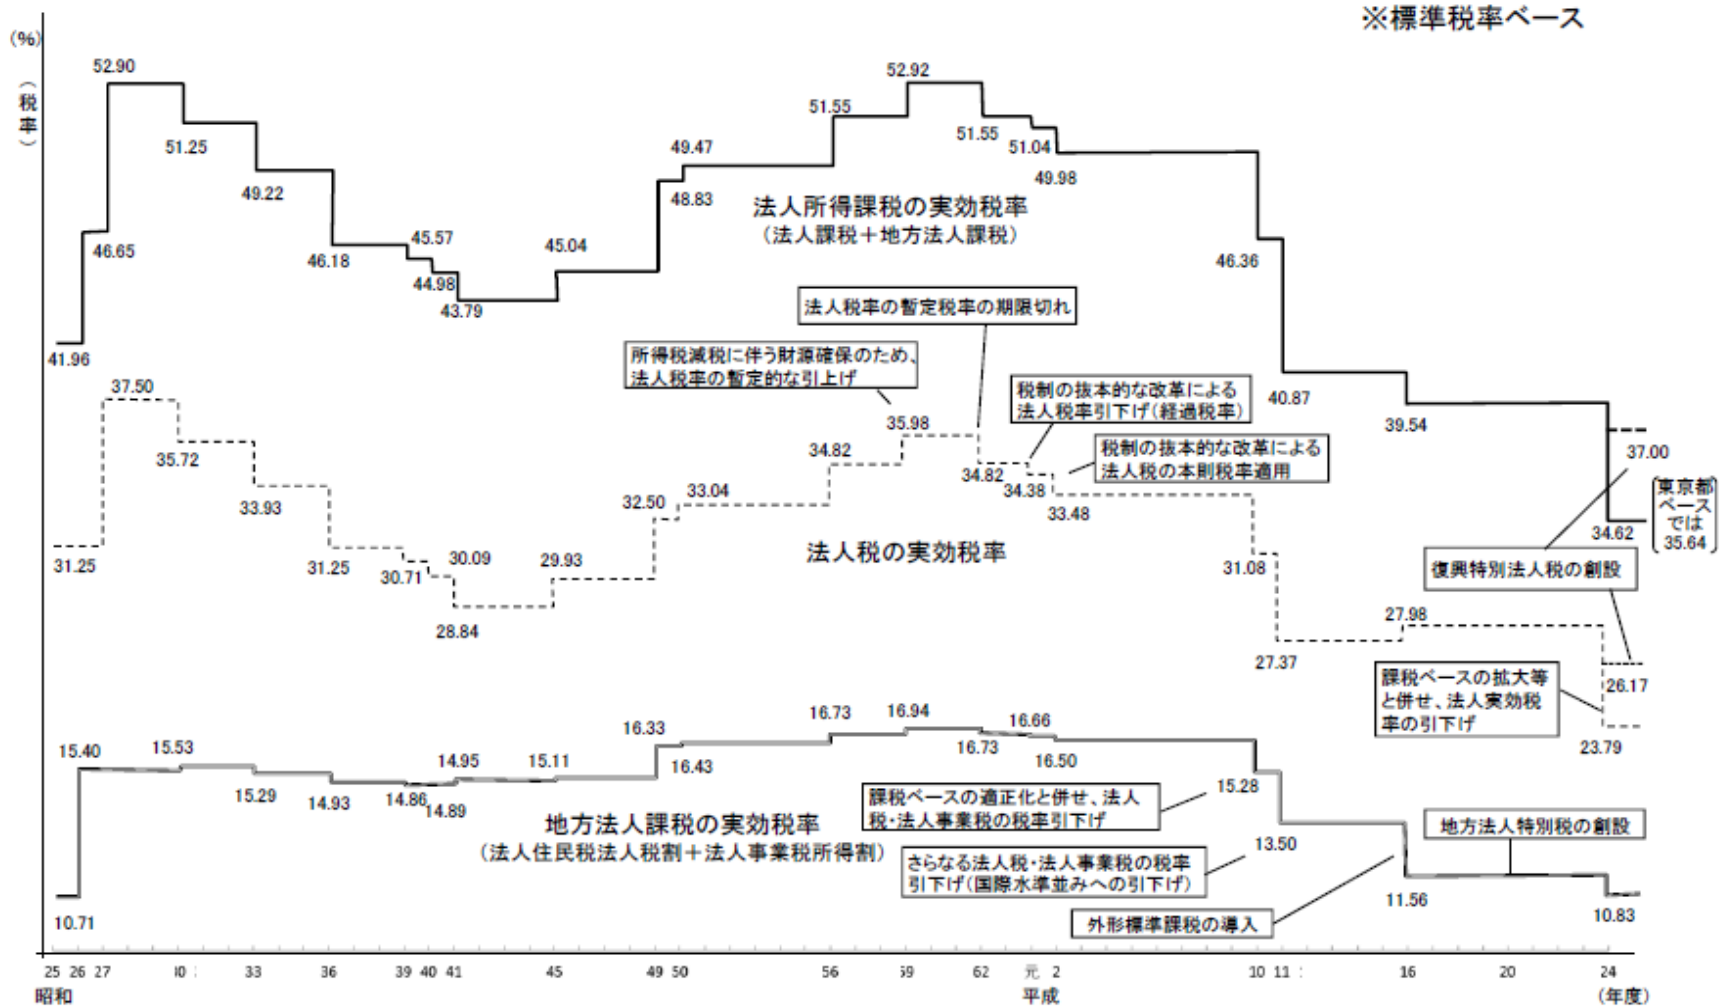 ※標準税率ベース
(%)
（税率）
52.90
51.25
49.22
46.65
46.18
45.57
44.98
43.79
41.96
45.04
49.47
48.83
51.55
52.92
51.55
51.04
49.98
46.36
40.87
39.54
37.00
34.62
東京都
ベース
では
35.64
法人所得課税の実効税率
（法人課税＋地方法人課税）
法人税率の暫定税率の期限切れ
所得税減税に伴う財源確保のため、
法人税率の暫定的な引上げ
税制の抜本的な改革による
法人税率引下げ（経過税率）
税制の抜本的な改革による
法人税の本則税率適用
復興特別法人税の創設
37.50
35.72
33.93
31.25
31.25
30.71
30.09
28.84
29.93
32.50
33.04
34.82
35.98
34.82
34.38
33.48
31.08
27.37
27.98
26.17
23.79
法人税の実効税率
課税ベースの拡大等
と併せ、法人実効税
率の引下げ
15.40
15.53
15.29
14.93
14.86
14.89
14.95
15.11
16.33
16.43
16.73
16.94
16.73
16.66
16.50
15.28
13.50
11.56
10.83
10.71
地方法人課税の実効税率
（法人住民税法人税割＋法人事業税所得割）
課税ベースの適正化と併せ、法人
税・法人事業税の税率引下げ
さらなる法人税・法人事業税の税率
引下げ（国際水準並みへの引下げ）
外形標準課税の導入
地方法人特別税の創設
25 26 27 33 36 39 40 41 45 49 50 56 59 62 元 2 10 11 16 20 24
昭和 平成 （年度）